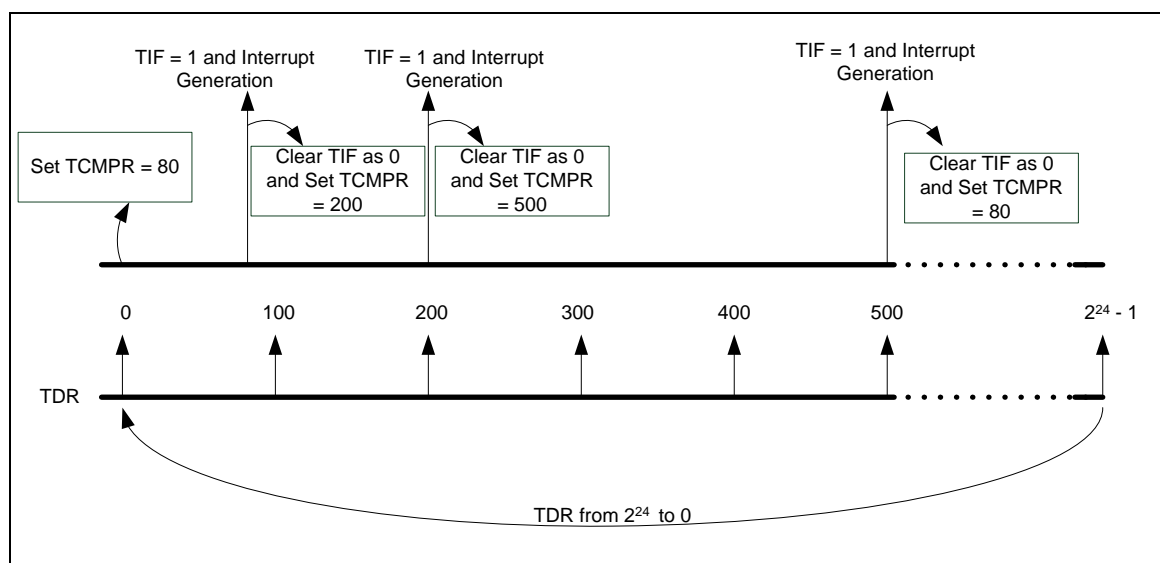 TIF = 1 and Interrupt
Generation
TIF = 1 and Interrupt
Generation
TIF = 1 and Interrupt
Generation
Set TCMPR = 80
Clear TIF as 0
and Set TCMPR
= 200
Clear TIF as 0
and Set TCMPR
= 500
Clear TIF as 0
and Set TCMPR
= 80
0 100 200 300 400 500 2²⁴ - 1
TDR
TDR from 2²⁴ to 0